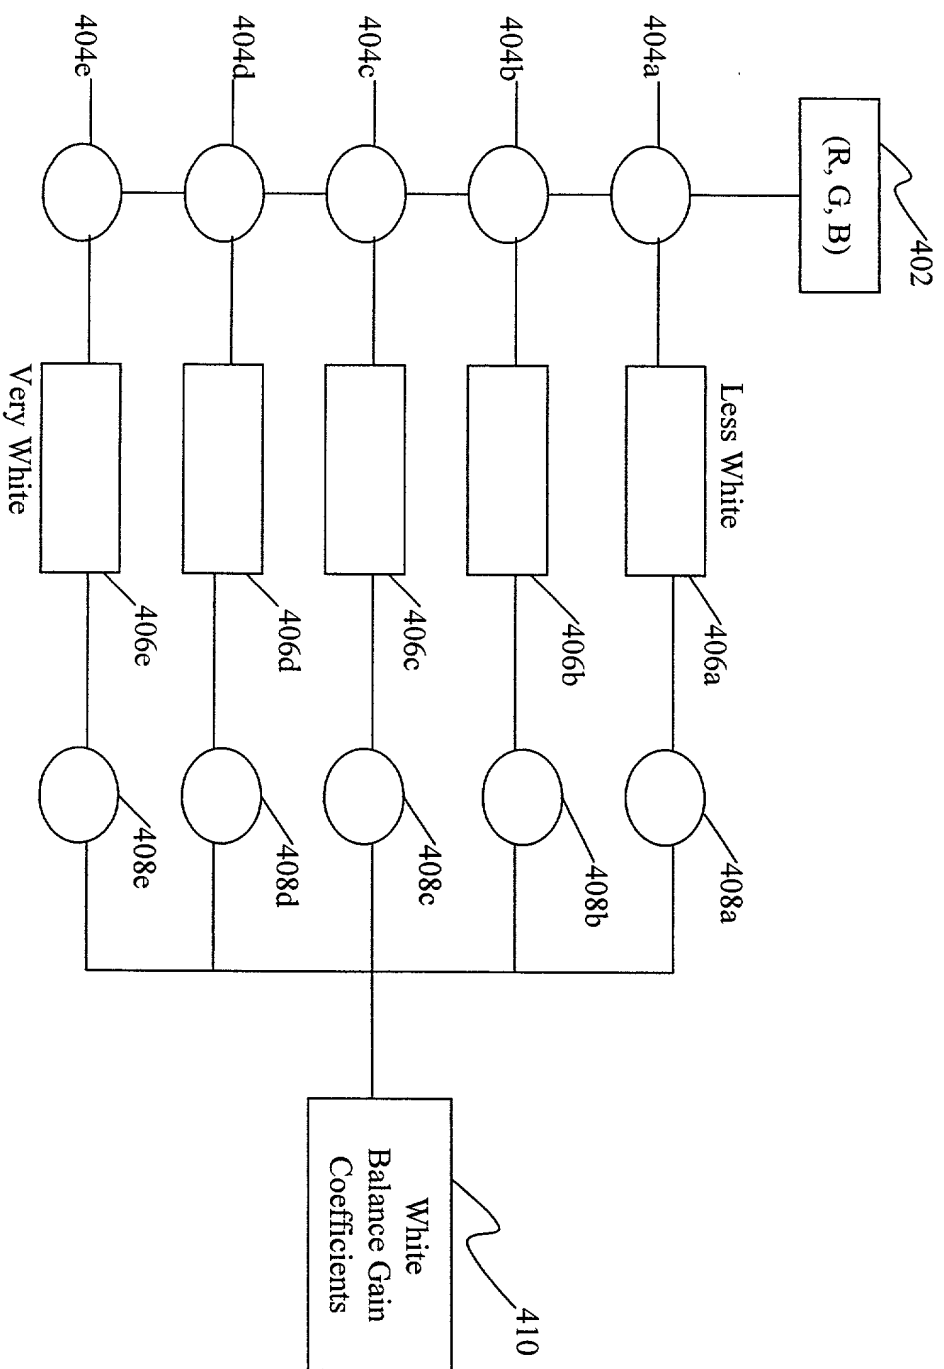 402
(R, G, B)
404a
404b
404c
404d
404e
Less White
406a
406b
406c
406d
406e
Very White
408a
408b
408c
408d
408e
White
Balance Gain
Coefficients
410